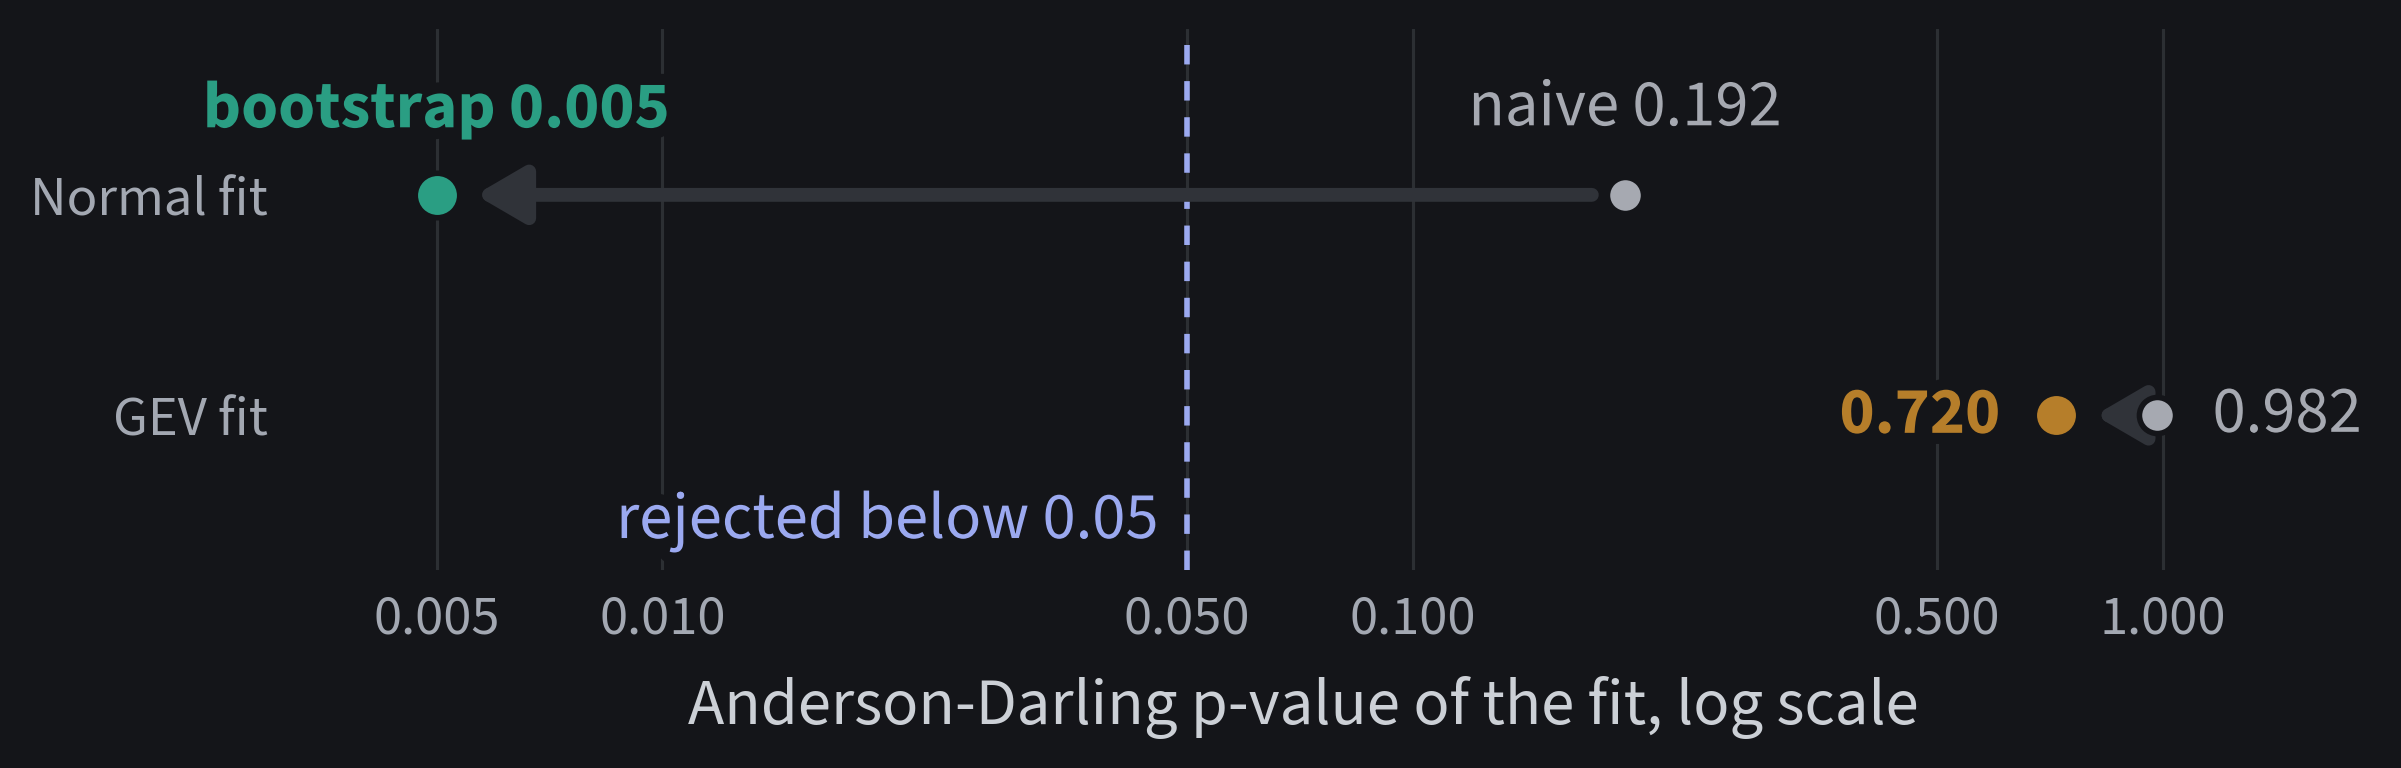 bootstrap 0.005
naive 0.192
Normal fit
GEV fit
0.720
0.982
rejected below 0.05
0.005 0.010 0.050 0.100 0.500 1.000
Anderson-Darling p-value of the fit, log scale